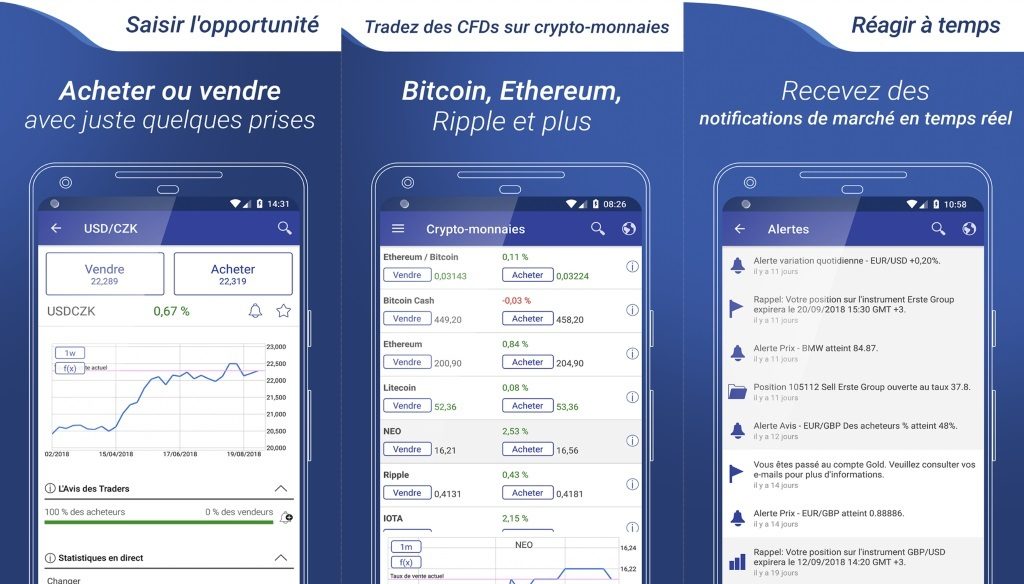 Saisir l'opportunité
Acheter ou vendre
avec juste quelques prises
14:31
USD/CZK
Vendre
22,289
Acheter
22,319
USDCZK
0,67 %
1w
f(x)
te actuel
23,000
22,500
22,000
21,500
21,000
20,500
20,000
02/2018
15/04/2018
17/06/2018
19/08/2018
L'Avis des Traders
100 % des acheteurs
0 % des vendeurs
Statistiques en direct
Changer
Tradez des CFDs sur crypto-monnaies
Bitcoin, Ethereum,
Ripple et plus
08:26
Crypto-monnaies
Ethereum / Bitcoin
0,11 %
Vendre 0,03143
Acheter 0,03224
Bitcoin Cash
-0,03 %
Vendre 449,20
Acheter 458,20
Ethereum
0,84 %
Vendre 200,90
Acheter 204,90
Litecoin
0,08 %
Vendre 52,36
Acheter 53,36
NEO
2,53 %
Vendre 16,21
Acheter 16,56
Ripple
0,43 %
Vendre 0,4131
Acheter 0,4181
IOTA
2,15 %
1m
f(x)
NEO
Taux de vente actuel
16,24
16,22
Réagir à temps
Recevez des
notifications de marché en temps réel
10:58
Alertes
Alerte variation quotidienne - EUR/USD +0,20%.
il y a 11 jours
Rappel: Votre position sur l'instrument Erste Group
expirera le 20/09/2018 15:30 GMT +3.
il y a 11 jours
Alerte Prix - BMW atteint 84.87.
il y a 11 jours
Position 105112 Sell Erste Group ouverte au taux 37.8.
il y a 11 jours
Alerte Avis - EUR/GBP Des acheteurs % atteint 48%.
il y a 12 jours
Vous êtes passé au compte Gold. Veuillez consulter vos
e-mails pour plus d'informations.
il y a 14 jours
Alerte Prix - EUR/GBP atteint 0.88886.
il y a 14 jours
Rappel: Votre position sur l'instrument GBP/USD
expirera le 12/09/2018 14:20 GMT +3.
il y a 19 jours